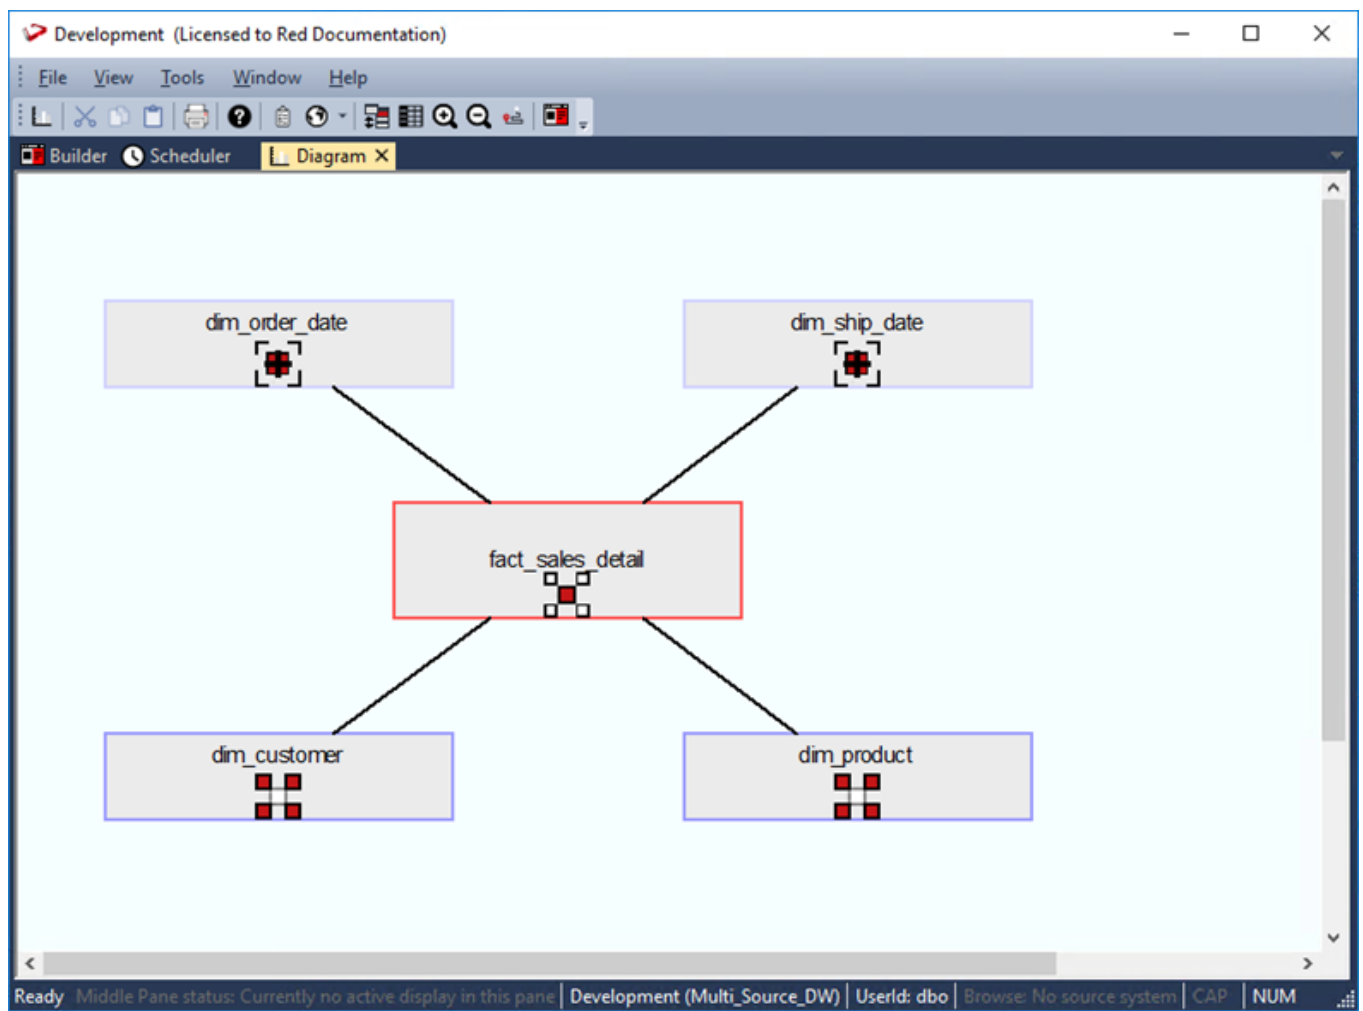 Development (Licensed to Red Documentation)
File View Tools Window Help
Builder Scheduler Diagram
dim_order_date dim_ship_date
fact_sales_detail
dim_customer dim_product
Ready Middle Pane status: Currently no active display in this pane Development (Multi_Source_DW) UserId: dbo Browse: No source system CAP NUM